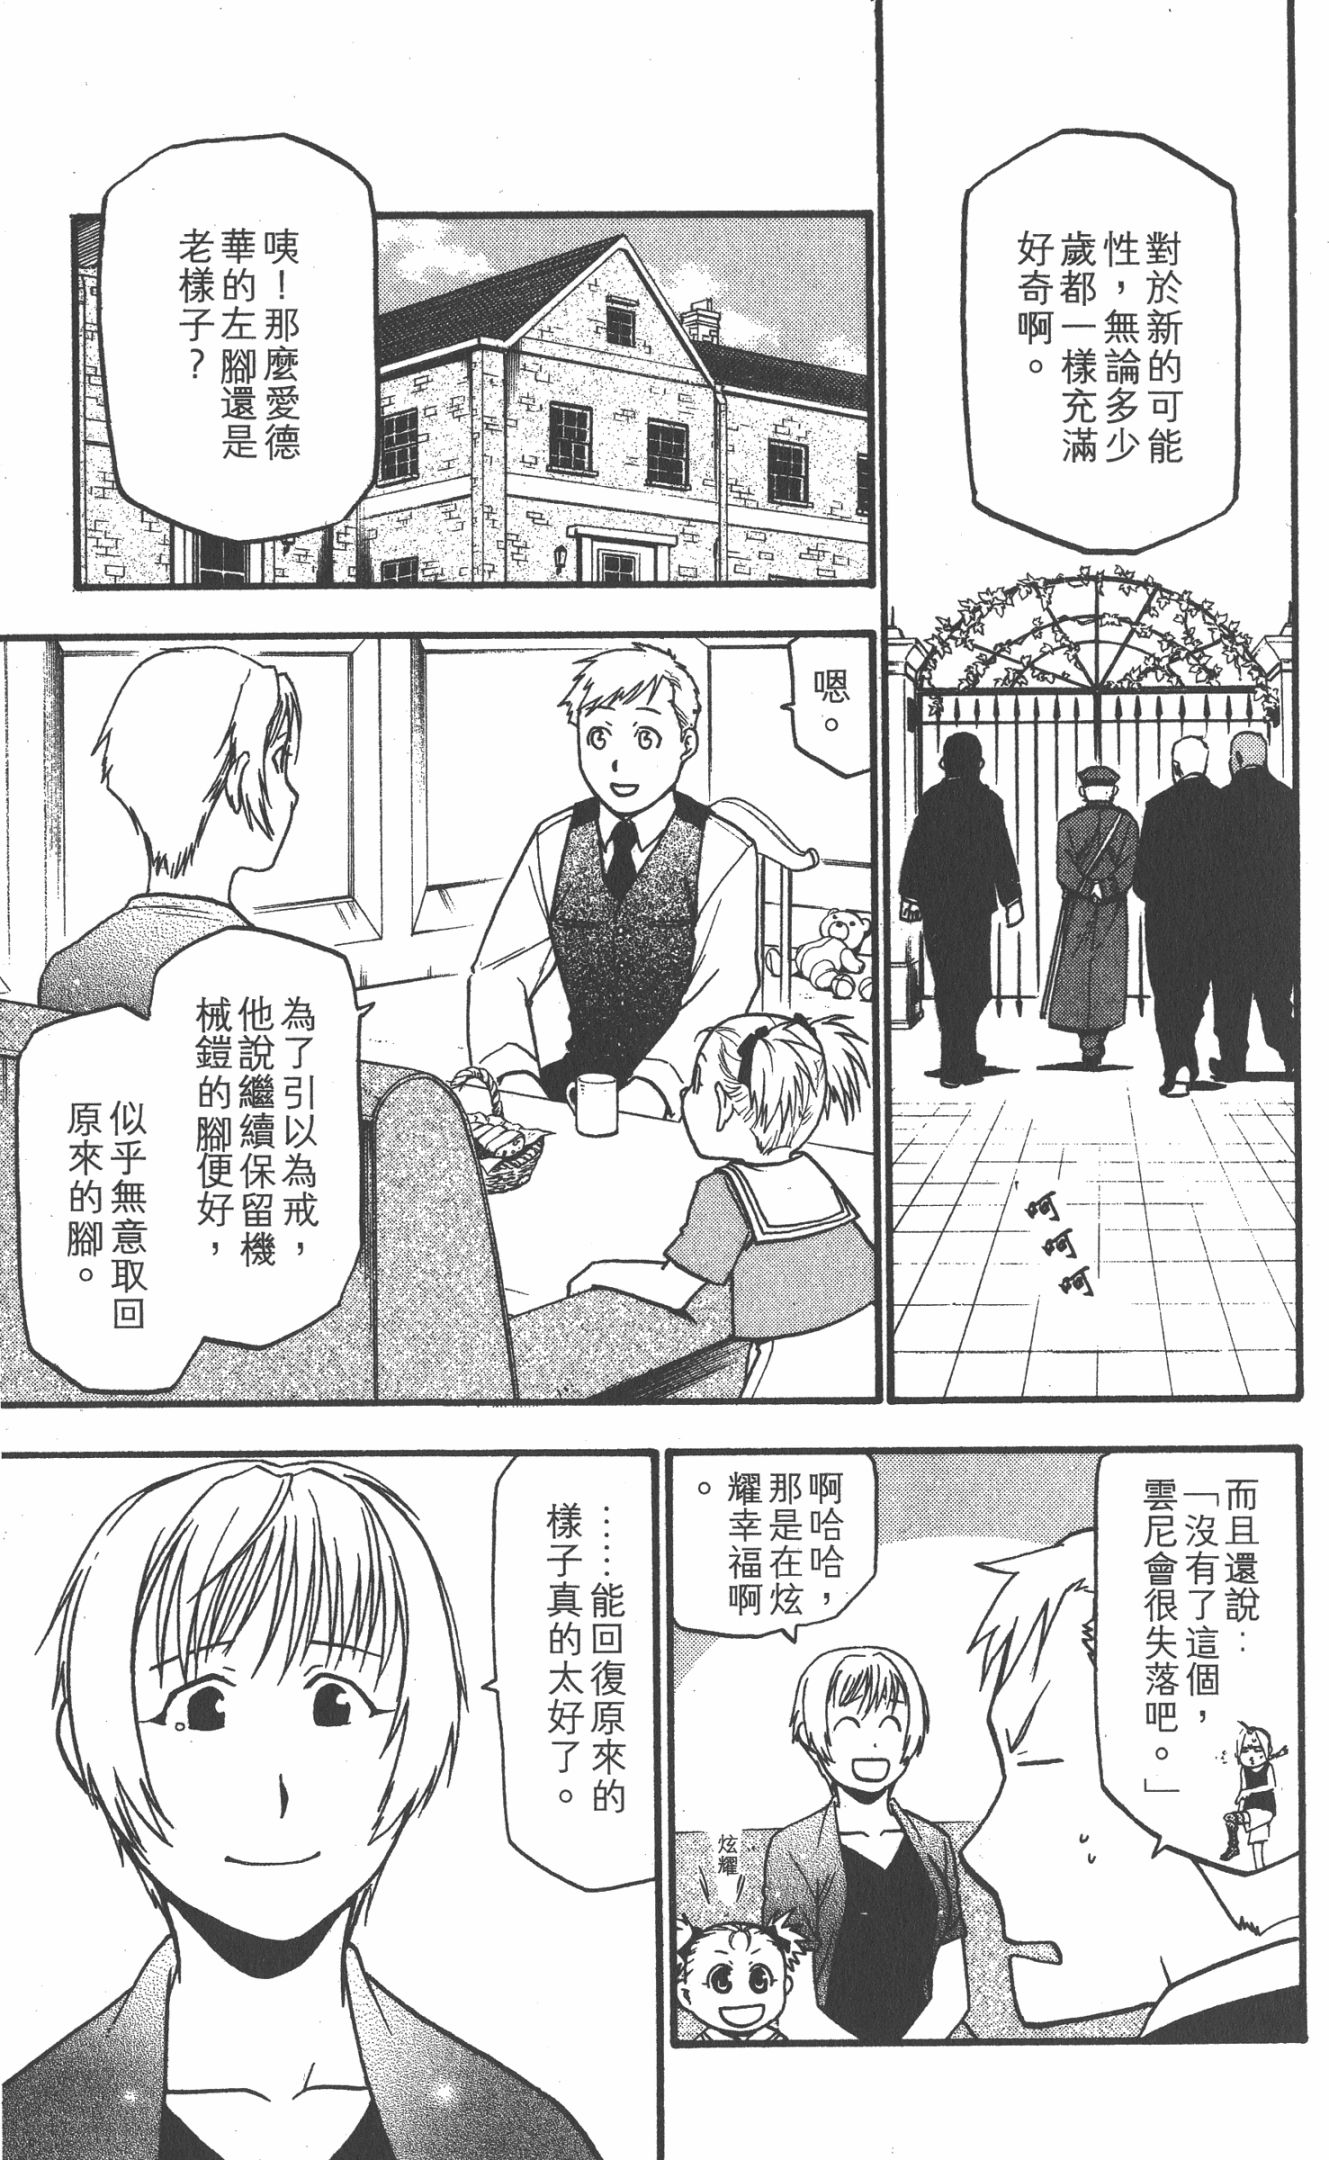 對於新的可能
性，無論多少
歲都一樣充滿
好奇啊。
呵
呵
呵
咦！那麼愛德
華的左腳還是
老樣子？
嗯。
為了引以為戒，
他說繼續保留機
械鎧的腳便好，
似乎無意取回
原來的腳。
而且還說：
「沒有了這個，
雲尼會很失落吧。」
啊哈哈，
那是在炫
耀幸福啊
。
炫耀
……能回復原來的
樣子真的太好了。